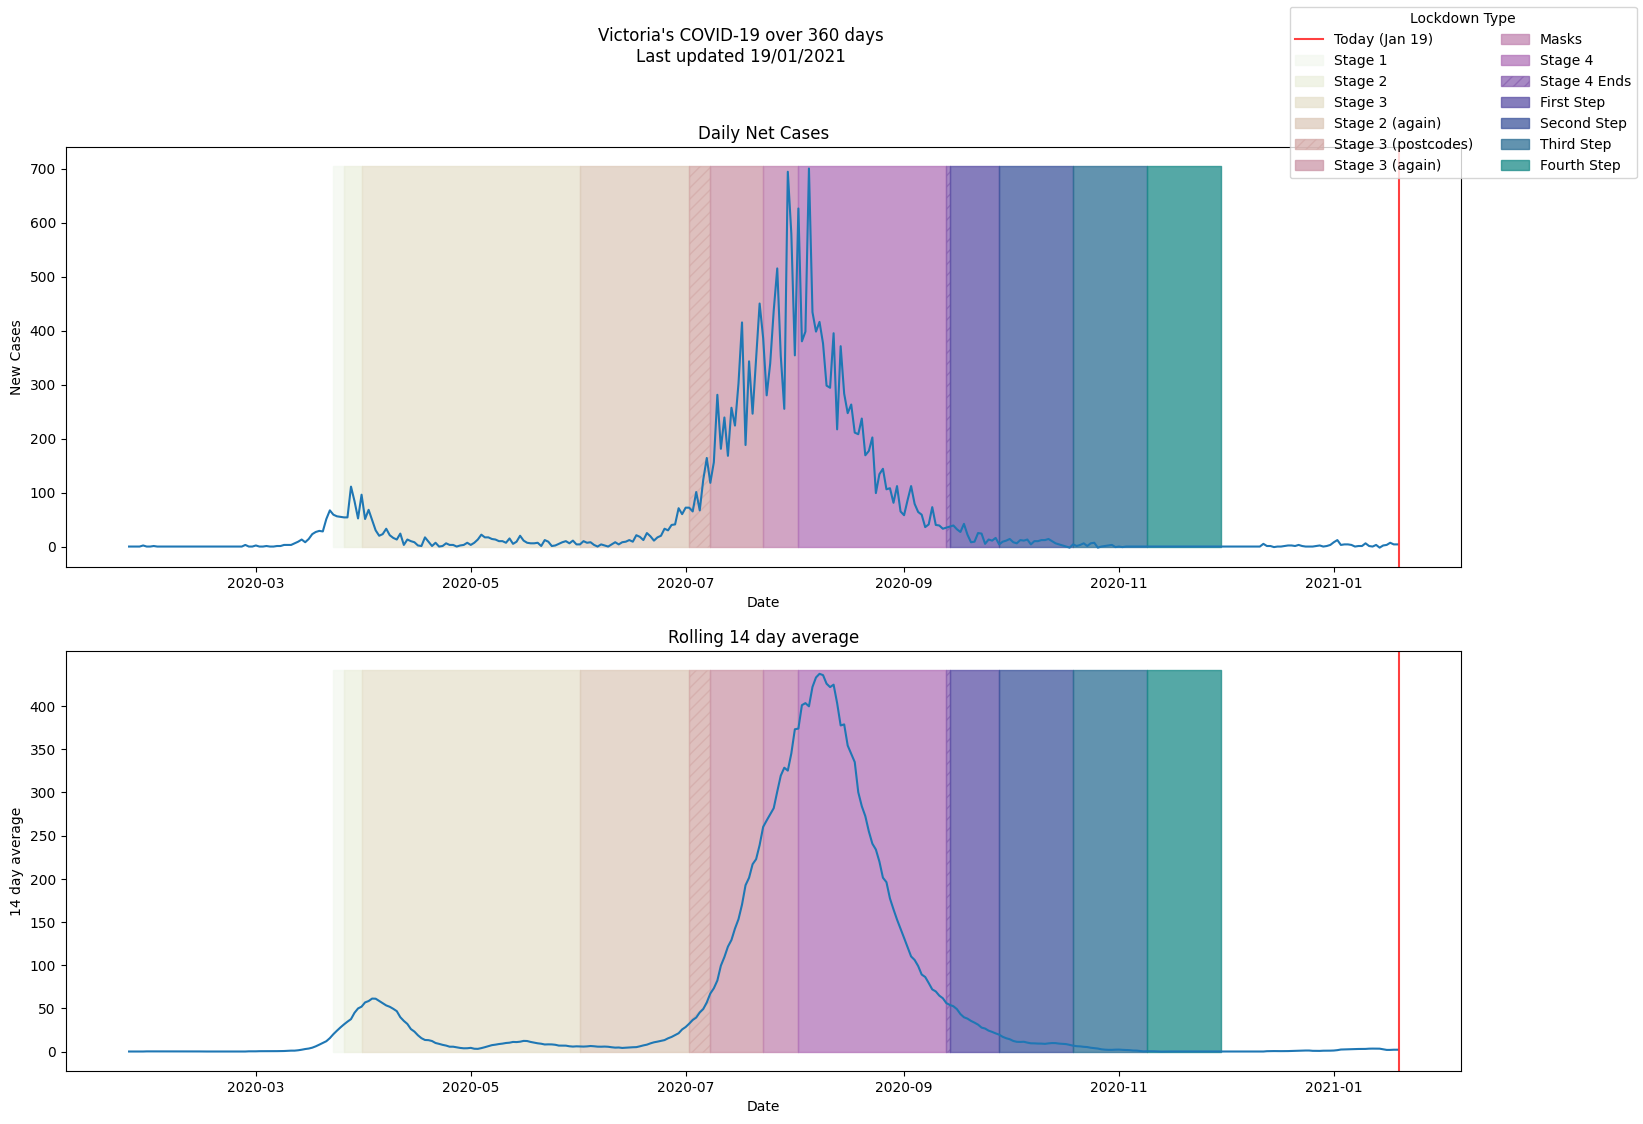 Victoria's COVID-19 over 360 days
Last updated 19/01/2021
Lockdown Type
Today (Jan 19)
Stage 1
Stage 2
Stage 3
Stage 2 (again)
Stage 3 (postcodes)
Stage 3 (again)
Masks
Stage 4
Stage 4 Ends
First Step
Second Step
Third Step
Fourth Step
Daily Net Cases
New Cases
700
600
500
400
300
200
100
0
2020-03 2020-05 2020-07 2020-09 2020-11 2021-01
Date
Rolling 14 day average
14 day average
400
350
300
250
200
150
100
50
0
2020-03 2020-05 2020-07 2020-09 2020-11 2021-01
Date